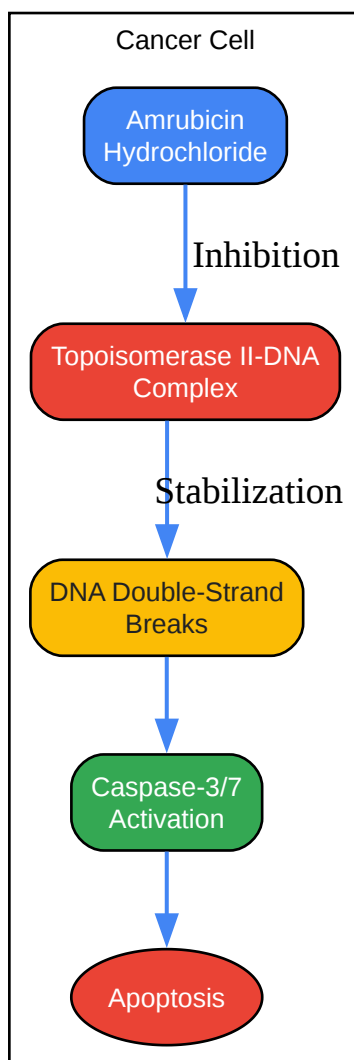 Cancer Cell
Amrubicin
Hydrochloride
Inhibition
Topoisomerase II-DNA
Complex
Stabilization
DNA Double-Strand
Breaks
Caspase-3/7
Activation
Apoptosis